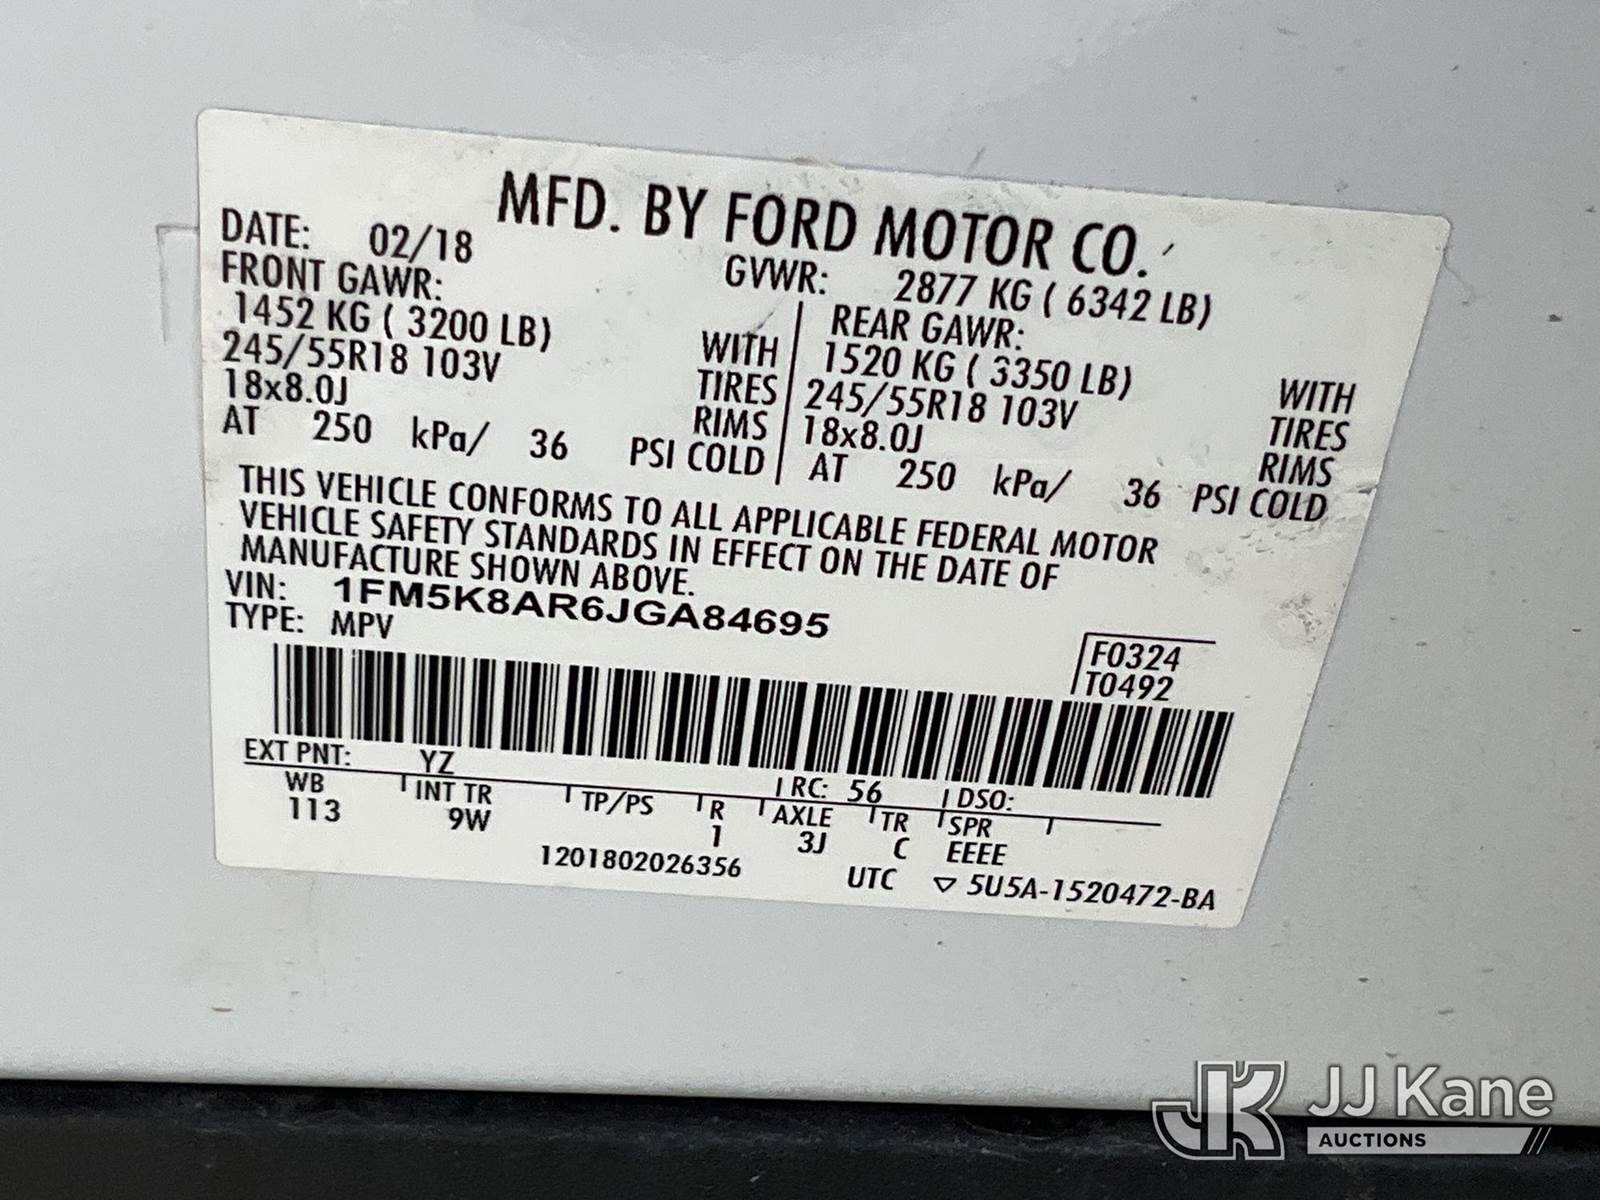 MFD. BY FORD MOTOR CO.
DATE: 02/18 GVWR: 2877 KG ( 6342 LB)
FRONT GAWR: REAR GAWR:
1452 KG ( 3200 LB) WITH 1520 KG ( 3350 LB) WITH
245/55R18 103V TIRES 245/55R18 103V TIRES
18x8.0J RIMS 18x8.0J RIMS
AT 250 kPa/ 36 PSI COLD AT 250 kPa/ 36 PSI COLD
THIS VEHICLE CONFORMS TO ALL APPLICABLE FEDERAL MOTOR
VEHICLE SAFETY STANDARDS IN EFFECT ON THE DATE OF
MANUFACTURE SHOWN ABOVE.
VIN: 1FM5K8AR6JGA84695
TYPE: MPV
F0324
T0492
EXT PNT: YZ RC: 56 DSO:
WB INT TR TP/PS R AXLE TR SPR
113 9W 1 3J C EEEE
1201802026356 UTC ▽ 5U5A-1520472-BA
JK JJ Kane
AUCTIONS